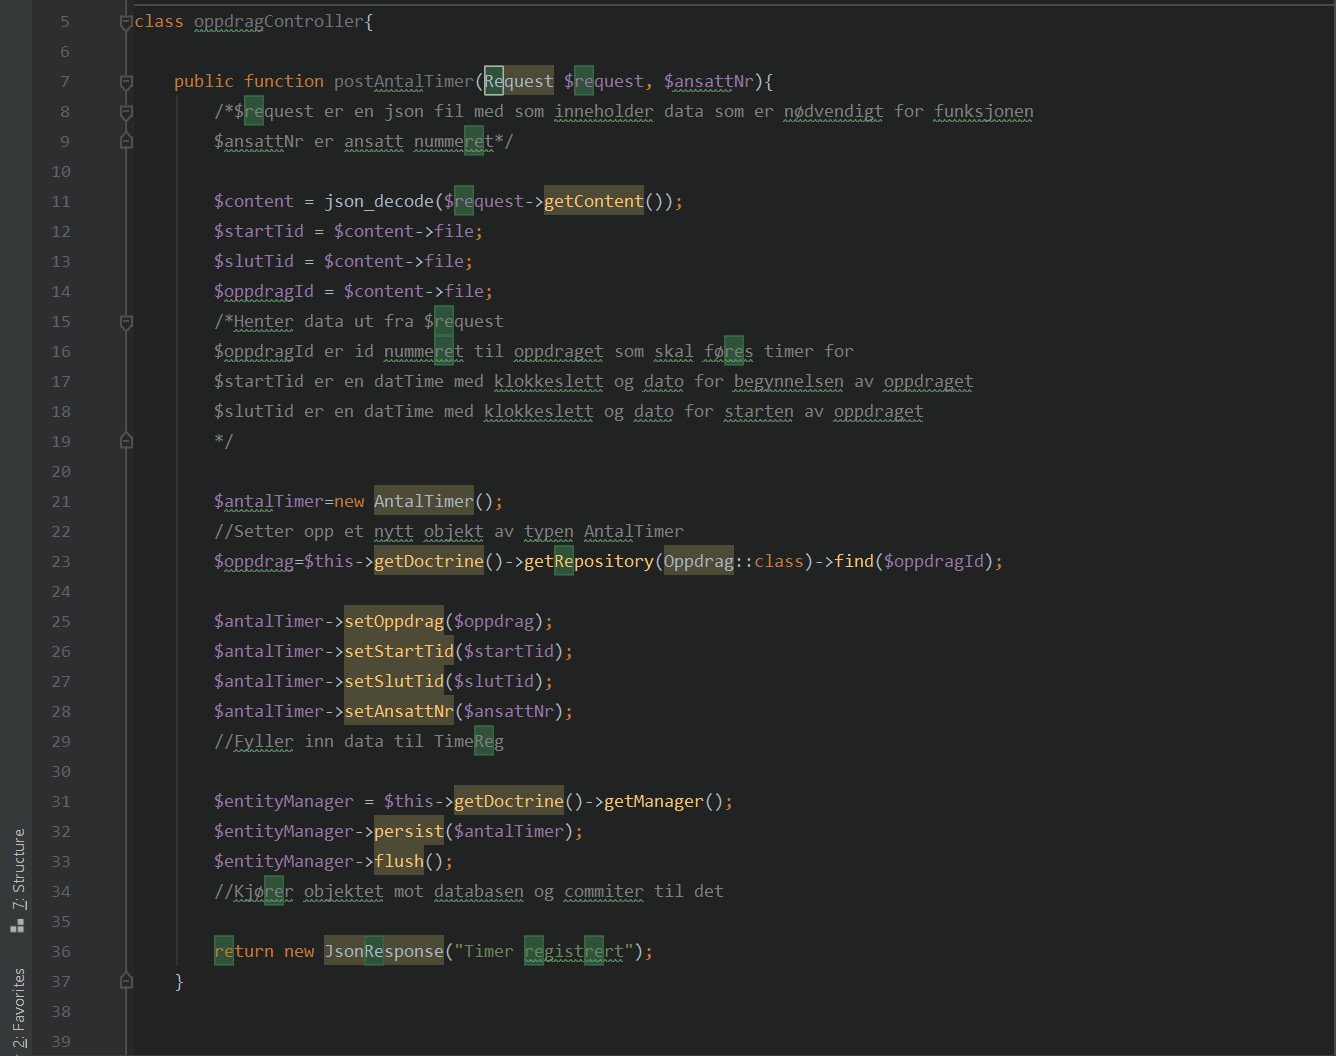 5 class oppdragController{
6
7 public function postAntalTimer(Request $request, $ansattNr){
8 /*$request er en json fil med som inneholder data som er nødvendigt for funksjonen
9 $ansattNr er ansatt nummeret*/
10
11 $content = json_decode($request->getContent());
12 $startTid = $content->file;
13 $slutTid = $content->file;
14 $oppdragId = $content->file;
15 /*Henter data ut fra $request
16 $oppdragId er id nummeret til oppdraget som skal føres timer for
17 $startTid er en datTime med klokkeslett og dato for begynnelsen av oppdraget
18 $slutTid er en datTime med klokkeslett og dato for starten av oppdraget
19 */
20
21 $antalTimer=new AntalTimer();
22 //Setter opp et nytt objekt av typen AntalTimer
23 $oppdrag=$this->getDoctrine()->getRepository(Oppdrag::class)->find($oppdragId);
24
25 $antalTimer->setOppdrag($oppdrag);
26 $antalTimer->setStartTid($startTid);
27 $antalTimer->setSlutTid($slutTid);
28 $antalTimer->setAnsattNr($ansattNr);
29 //Fyller inn data til TimeReg
30
31 $entityManager = $this->getDoctrine()->getManager();
32 $entityManager->persist($antalTimer);
33 $entityManager->flush();
34 //Kjører objektet mot databasen og commiter til det
35
36 return new JsonResponse("Timer registrert");
37 }
38
39
7: Structure
2: Favorites